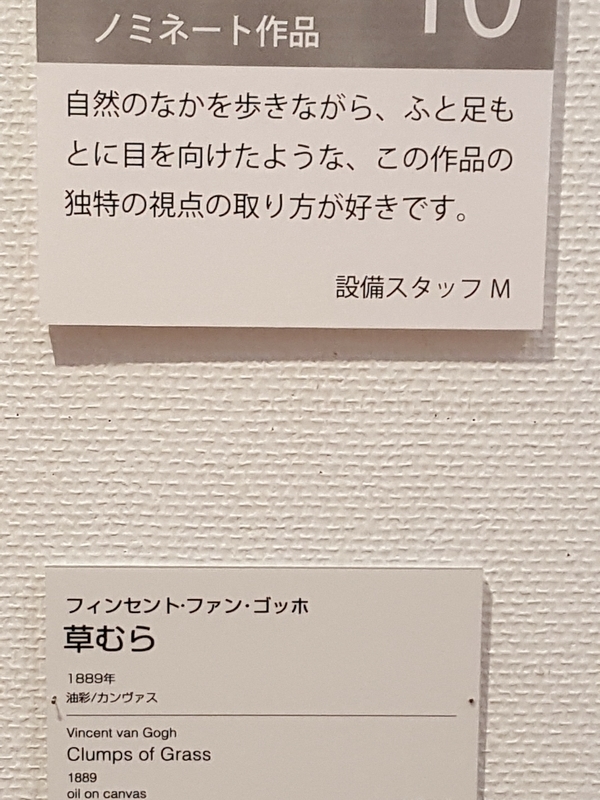 ノミネート作品 10
自然のなかを歩きながら、ふと足も
とに目を向けたような、この作品の
独特の視点の取り方が好きです。
設備スタッフ M
フィンセント・ファン・ゴッホ
草むら
1889年
油彩/カンヴァス
Vincent van Gogh
Clumps of Grass
1889
oil on canvas